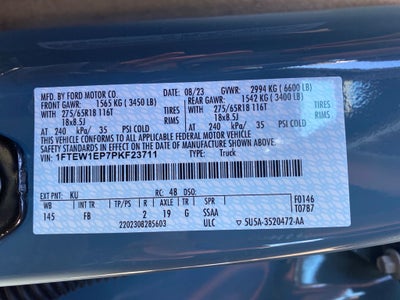 MFD. BY FORD MOTOR CO.
08/23 GVWR: 2994 KG (6600 LB)
FRONT GAWR: 1565 KG (3450 LB) REAR GAWR: 1542 KG (3400 LB)
WITH WITH
275/65R18 116T TIRES 275/65R18 116T TIRES
18x8.5J RIMS 18x8.5J RIMS
AT 240 kPa/ 35 PSI COLD AT 240 kPa/ 35 PSI COLD
THIS VEHICLE CONFORMS TO ALL APPLICABLE FEDERAL MOTOR VEHICLE
SAFETY STANDARDS IN EFFECT ON THE DATE OF MANUFACTURE SHOWN ABOVE.
VIN: 1FTEW1EP7PKF23711 TYPE: Truck
EXT PNT: KU RC: 48 DSO: F0146
WB TP/PS R AXLE TR SPR T0787
145 FB 2 19 G SSAA
2202308285603 ULC 5U5A-3520472-AA